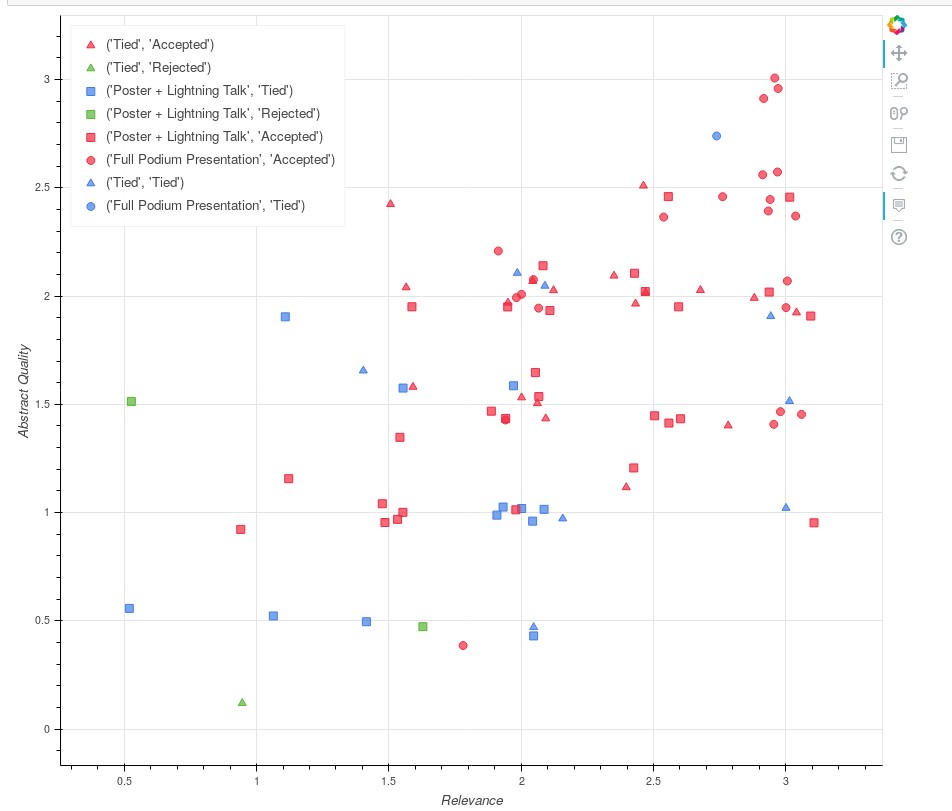 ('Tied', 'Accepted')
('Tied', 'Rejected')
('Poster + Lightning Talk', 'Tied')
('Poster + Lightning Talk', 'Rejected')
('Poster + Lightning Talk', 'Accepted')
('Full Podium Presentation', 'Accepted')
('Tied', 'Tied')
('Full Podium Presentation', 'Tied')
3
2.5
2
1.5
1
0.5
0
Abstract Quality
0.5 1 1.5 2 2.5 3
Relevance
?